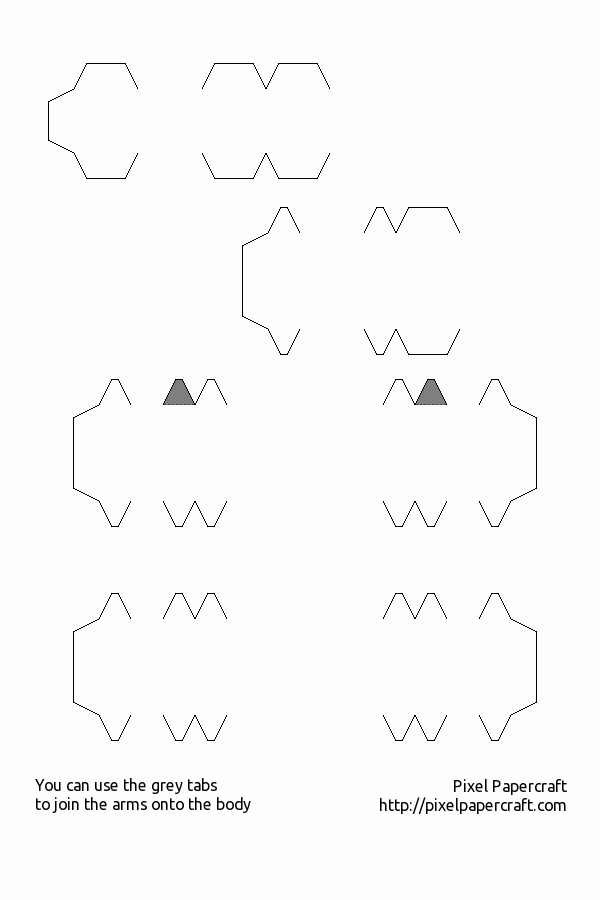 You can use the grey tabs
to join the arms onto the body
Pixel Papercraft
http://pixelpapercraft.com